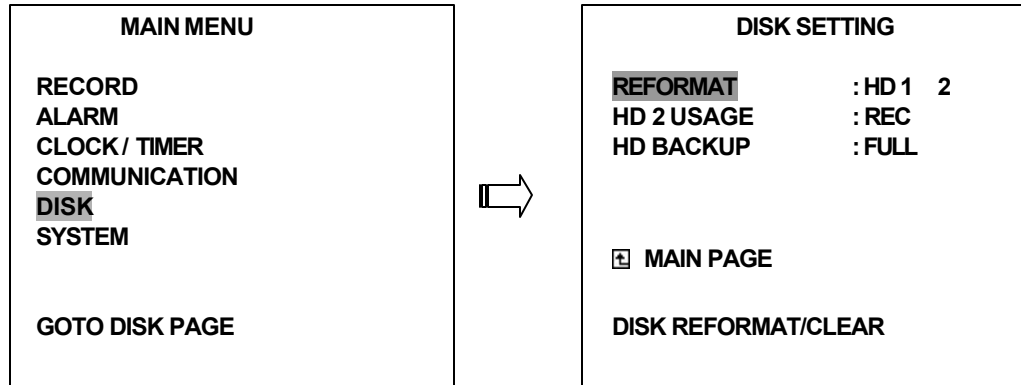 MAIN MENU
RECORD
ALARM
CLOCK / TIMER
COMMUNICATION
DISK
SYSTEM
GOTO DISK PAGE
DISK SETTING
REFORMAT : HD 1 2
HD 2 USAGE : REC
HD BACKUP : FULL
MAIN PAGE
DISK REFORMAT/CLEAR